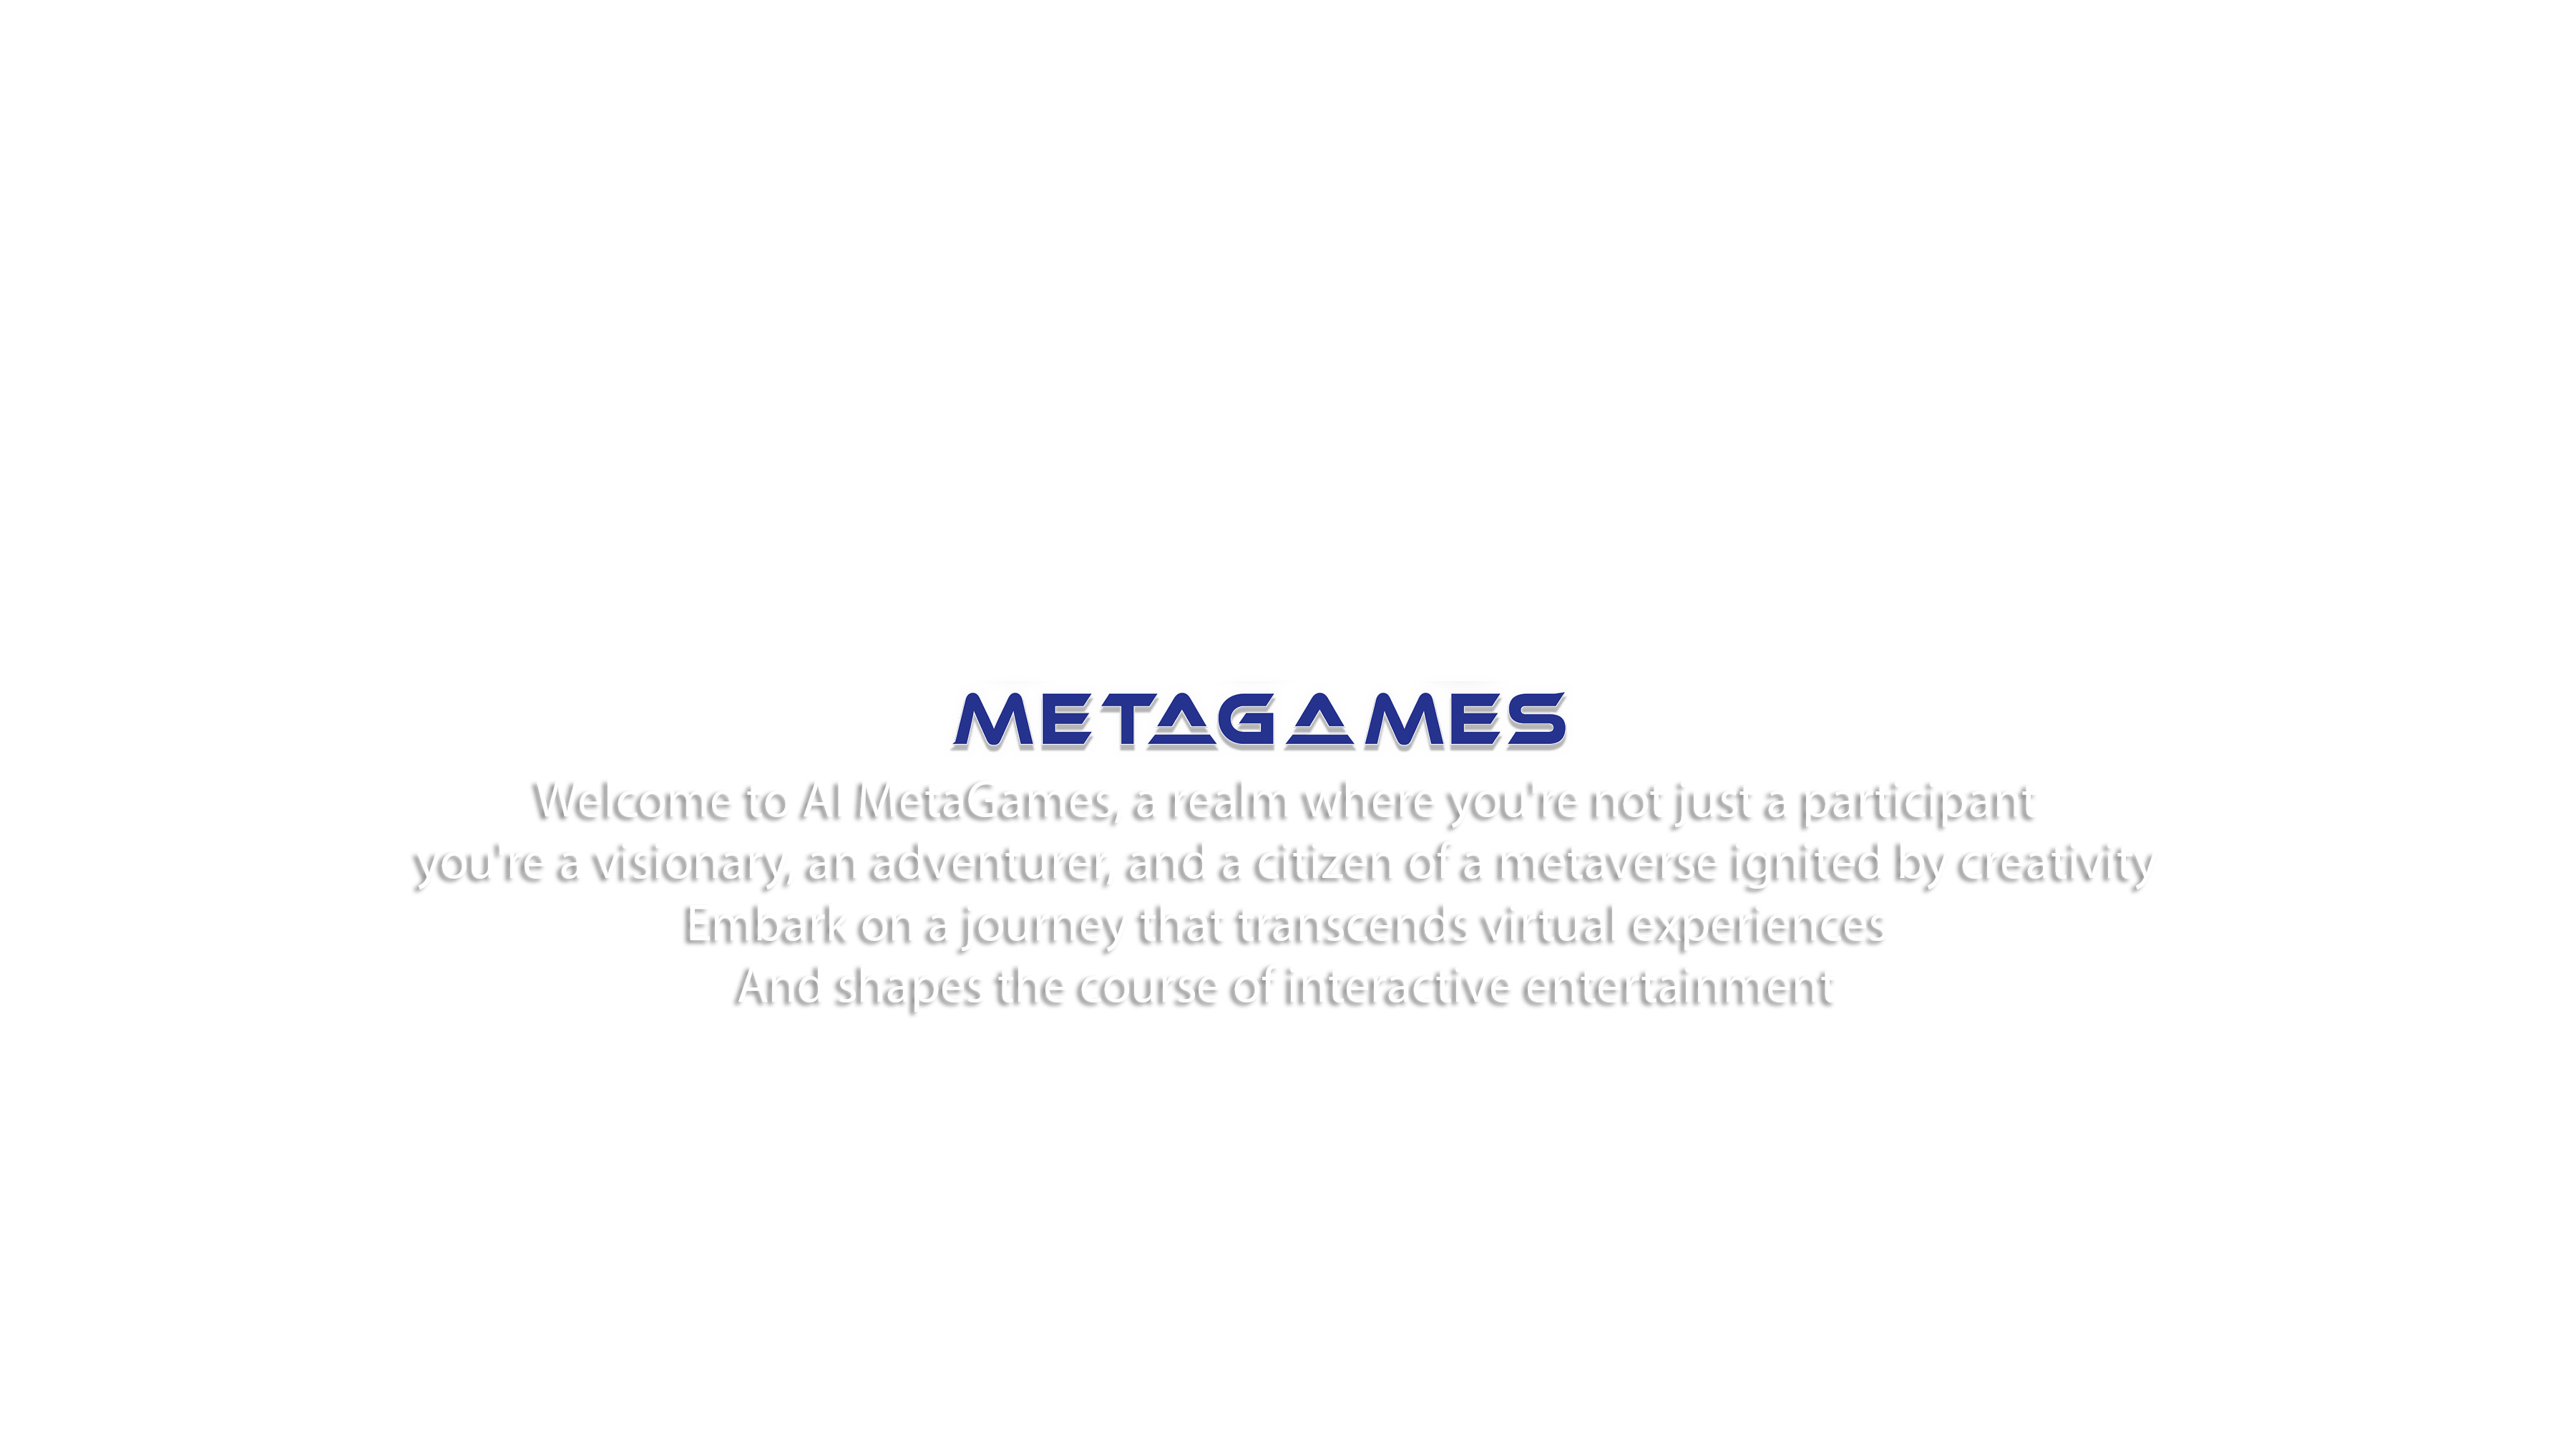 METAGAMES
Welcome to AI MetaGames, a realm where you're not just a participant
you're a visionary, an adventurer, and a citizen of a metaverse ignited by creativity
Embark on a journey that transcends virtual experiences
And shapes the course of interactive entertainment